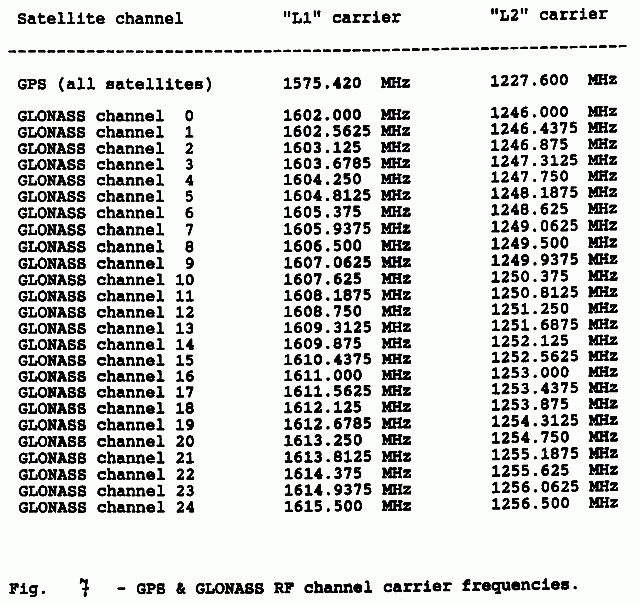 Satellite channel "L1" carrier "L2" carrier
GPS (all satellites) 1575.420 MHz 1227.600 MHz
GLONASS channel 0 1602.000 MHz 1246.000 MHz
GLONASS channel 1 1602.5625 MHz 1246.4375 MHz
GLONASS channel 2 1603.125 MHz 1246.875 MHz
GLONASS channel 3 1603.6785 MHz 1247.3125 MHz
GLONASS channel 4 1604.250 MHz 1247.750 MHz
GLONASS channel 5 1604.8125 MHz 1248.1875 MHz
GLONASS channel 6 1605.375 MHz 1248.625 MHz
GLONASS channel 7 1605.9375 MHz 1249.0625 MHz
GLONASS channel 8 1606.500 MHz 1249.500 MHz
GLONASS channel 9 1607.0625 MHz 1249.9375 MHz
GLONASS channel 10 1607.625 MHz 1250.375 MHz
GLONASS channel 11 1608.1875 MHz 1250.8125 MHz
GLONASS channel 12 1608.750 MHz 1251.250 MHz
GLONASS channel 13 1609.3125 MHz 1251.6875 MHz
GLONASS channel 14 1609.875 MHz 1252.125 MHz
GLONASS channel 15 1610.4375 MHz 1252.5625 MHz
GLONASS channel 16 1611.000 MHz 1253.000 MHz
GLONASS channel 17 1611.5625 MHz 1253.4375 MHz
GLONASS channel 18 1612.125 MHz 1253.875 MHz
GLONASS channel 19 1612.6785 MHz 1254.3125 MHz
GLONASS channel 20 1613.250 MHz 1254.750 MHz
GLONASS channel 21 1613.8125 MHz 1255.1875 MHz
GLONASS channel 22 1614.375 MHz 1255.625 MHz
GLONASS channel 23 1614.9375 MHz 1256.0625 MHz
GLONASS channel 24 1615.500 MHz 1256.500 MHz
Fig. 7 - GPS & GLONASS RF channel carrier frequencies.